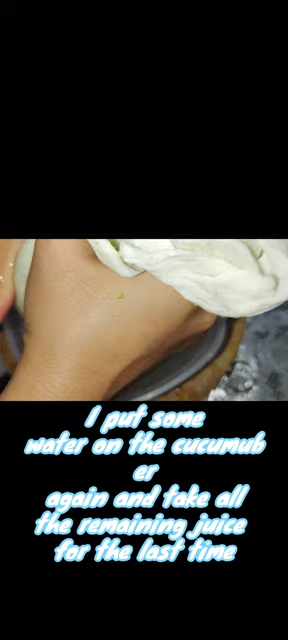 I put some
water on the cucumub
er
again and take all
the remaining juice
for the last time